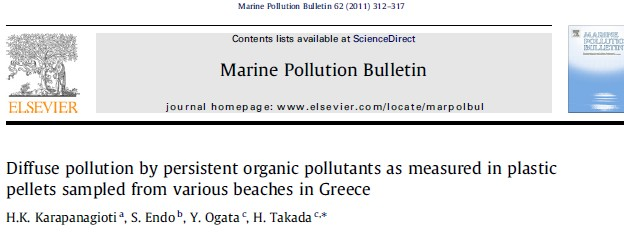 Marine Pollution Bulletin 62 (2011) 312–317
Contents lists available at ScienceDirect
Marine Pollution Bulletin
journal homepage: www.elsevier.com/locate/marpolbul
ELSEVIER
MARINE
POLLUTION
BULLETIN
Diffuse pollution by persistent organic pollutants as measured in plastic
pellets sampled from various beaches in Greece
H.K. Karapanagioti a, S. Endo b, Y. Ogata c, H. Takada c,*